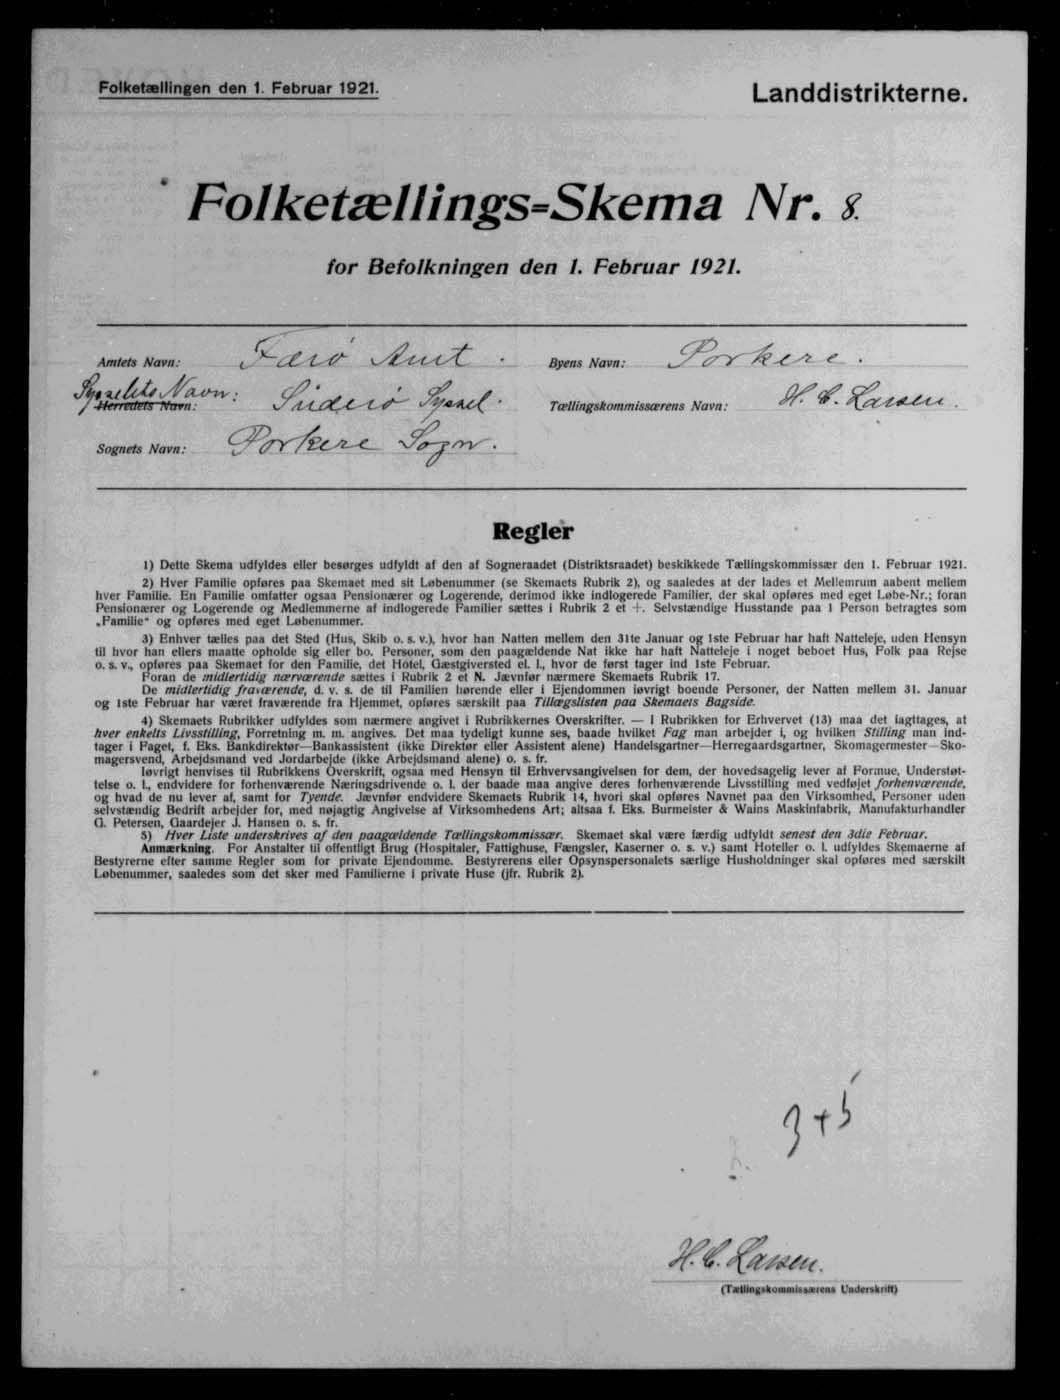 Folketællingen den 1. Februar 1921.
Landdistrikterne.
Folketællings=Skema Nr. 8.
for Befolkningen den 1. Februar 1921.
Amtets Navn: Færø Amt.
Byens Navn: Porkere.
Sysselets Navn:
Herredets Navn: Suderø Syssel.
Tællingskommissærens Navn: H. C. Larsen.
Sognets Navn: Porkere Sogn.
Regler
1) Dette Skema udfyldes eller besørges udfyldt af den af Sogneraadet (Distriktsraadet) beskikkede Tællingskommissær den 1. Februar 1921.
2) Hver Familie opføres paa Skemaet med sit Løbenummer (se Skemaets Rubrik 2), og saaledes at der lades et Mellemrum aabent mellem
hver Familie. En Familie omfatter ogsaa Pensionærer og Logerende, derimod ikke indlogerede Familier, der skal opføres med eget Løbe-Nr.; foran
Pensionærer og Logerende og Medlemmerne af indlogerede Familier sættes i Rubrik 2 et +. Selvstændige Husstande paa 1 Person betragtes som
„Familie“ og opføres med eget Løbenummer.
3) Enhver tælles paa det Sted (Hus, Skib o. s. v.), hvor han Natten mellem den 31te Januar og 1ste Februar har haft Natteleje, uden Hensyn
til hvor han ellers maatte opholde sig eller bo. Personer, som den paagældende Nat ikke har haft Natteleje i noget beboet Hus, Folk paa Rejse
o. s. v., opføres paa Skemaet for den Familie, det Hotel, Gæstgiversted el. l., hvor de først tager ind 1ste Februar.
Foran de midlertidig nærværende sættes i Rubrik 2 et N. Jævnfør nærmere Skemaets Rubrik 17.
De midlertidig fraværende, d. v. s. de til Familien hørende eller i Ejendommen iøvrigt boende Personer, der Natten mellem 31. Januar
og 1ste Februar har været fraværende fra Hjemmet, opføres særskilt paa Tillægslisten paa Skemaets Bagside.
4) Skemaets Rubrikker udfyldes som nærmere angivet i Rubrikkernes Overskrifter. — I Rubrikken for Erhvervet (13) maa det iagttages, at
hver enkelts Livsstilling, Forretning m. m. angives. Det maa tydeligt kunne ses, baade hvilket Fag man arbejder i, og hvilken Stilling man ind-
tager i Faget, f. Eks. Bankdirektør—Bankassistent (ikke Direktør eller Assistent alene) Handelsgartner—Herregaardsgartner, Skomagermester—Sko-
magersvend, Arbejdsmand ved Jordarbejde (ikke Arbejdsmand alene) o. s. fr.
Iøvrigt henvises til Rubrikkens Overskrift, ogsaa med Hensyn til Erhvervsangivelsen for dem, der hovedsagelig lever af Formue, Understøt-
telse o. l., endvidere for forhenværende Næringsdrivende o. l. der baade maa angive deres forhenværende Livsstilling med vedføjet forhenværende,
og hvad de nu lever af, samt for Tyende. Jævnfør endvidere Skemaets Rubrik 14, hvori skal opføres Navnet paa den Virksomhed, Personer uden
selvstændig Bedrift arbejder for, med nøjagtig Angivelse af Virksomhedens Art; altsaa f. Eks. Burmeister & Wains Maskinfabrik, Manufakturhandler
G. Petersen, Gaardejer J. Hansen o. s. fr.
5) Hver Liste underskrives af den paagældende Tællingskommissær. Skemaet skal være færdig udfyldt senest den 3die Februar.
Anmærkning. For Anstalter til offentligt Brug (Hospitaler, Fattighuse, Fængsler, Kaserner o. s. v.) samt Hoteller o. l. udfyldes Skemaerne af
Bestyrerne efter samme Regler som for private Ejendomme. Bestyrerens eller Opsynspersonalets særlige Husholdninger skal opføres med særskilt
Løbenummer, saaledes som det sker med Familierne i private Huse (jfr. Rubrik 2).
3 + 5
H. C. Larsen.
(Tællingskommissærens Underskrift)